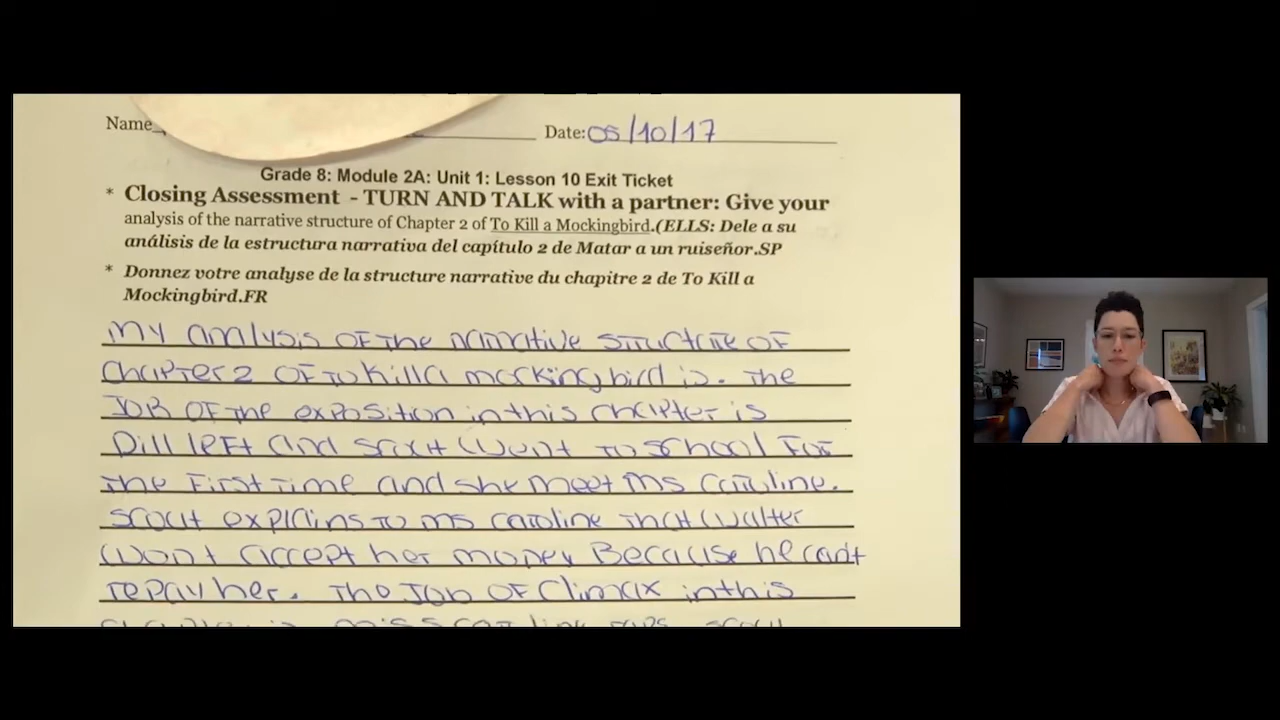 Name
Date: 05/10/17
Grade 8: Module 2A: Unit 1: Lesson 10 Exit Ticket
* Closing Assessment - TURN AND TALK with a partner: Give your
analysis of the narrative structure of Chapter 2 of To Kill a Mockingbird.(ELLS: Dele a su
análisis de la estructura narrativa del capítulo 2 de Matar a un ruiseñor.SP
* Donnez votre analyse de la structure narrative du chapitre 2 de To Kill a
Mockingbird.FR
my analysis OF The narritive structure OF
Chapter 2 OF To Kill a mocking bird is. The
JOB OF The exposition in this chapter is
Dill left and scout went to school For
The First time and she meet ms caroline.
scout explains to ms caroline that walter
wont accept her money Because he can't
repay her. The Job OF Climax in this